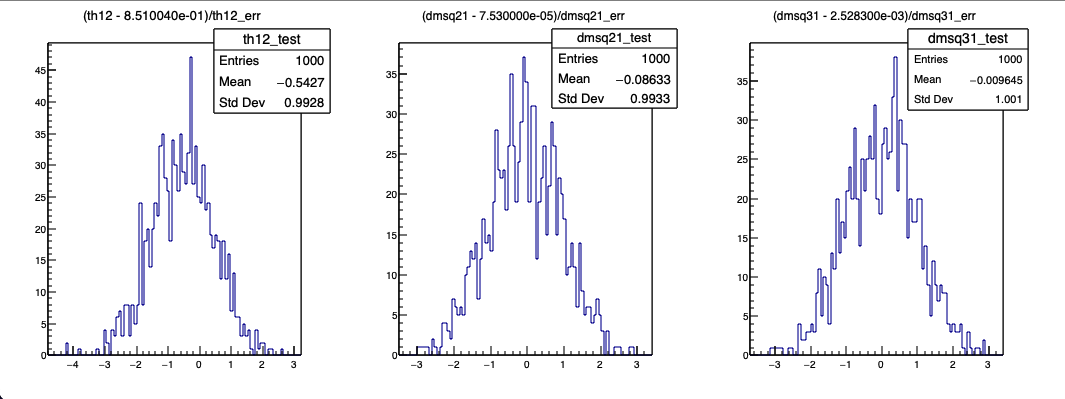 (th12 - 8.510040e-01)/th12_err
th12_test
Entries 1000
Mean −0.5427
Std Dev 0.9928
45
40
35
30
25
20
15
10
5
0
−4 −3 −2 −1 0 1 2 3
(dmsq21 - 7.530000e-05)/dmsq21_err
dmsq21_test
Entries 1000
Mean −0.08633
Std Dev 0.9933
35
30
25
20
15
10
5
0
−3 −2 −1 0 1 2 3
(dmsq31 - 2.528300e-03)/dmsq31_err
dmsq31_test
Entries 1000
Mean −0.009645
Std Dev 1.001
35
30
25
20
15
10
5
0
−3 −2 −1 0 1 2 3